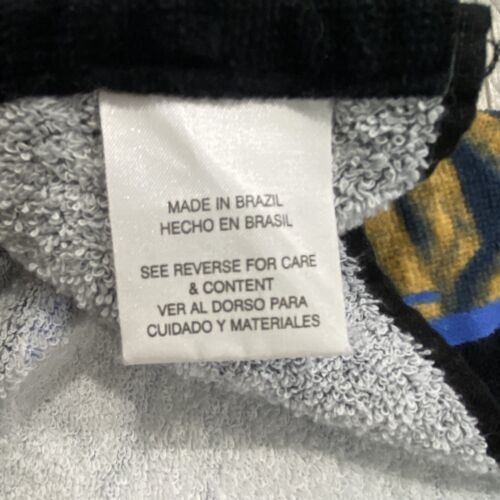 MADE IN BRAZIL
HECHO EN BRASIL
SEE REVERSE FOR CARE
& CONTENT
VER AL DORSO PARA
CUIDADO Y MATERIALES